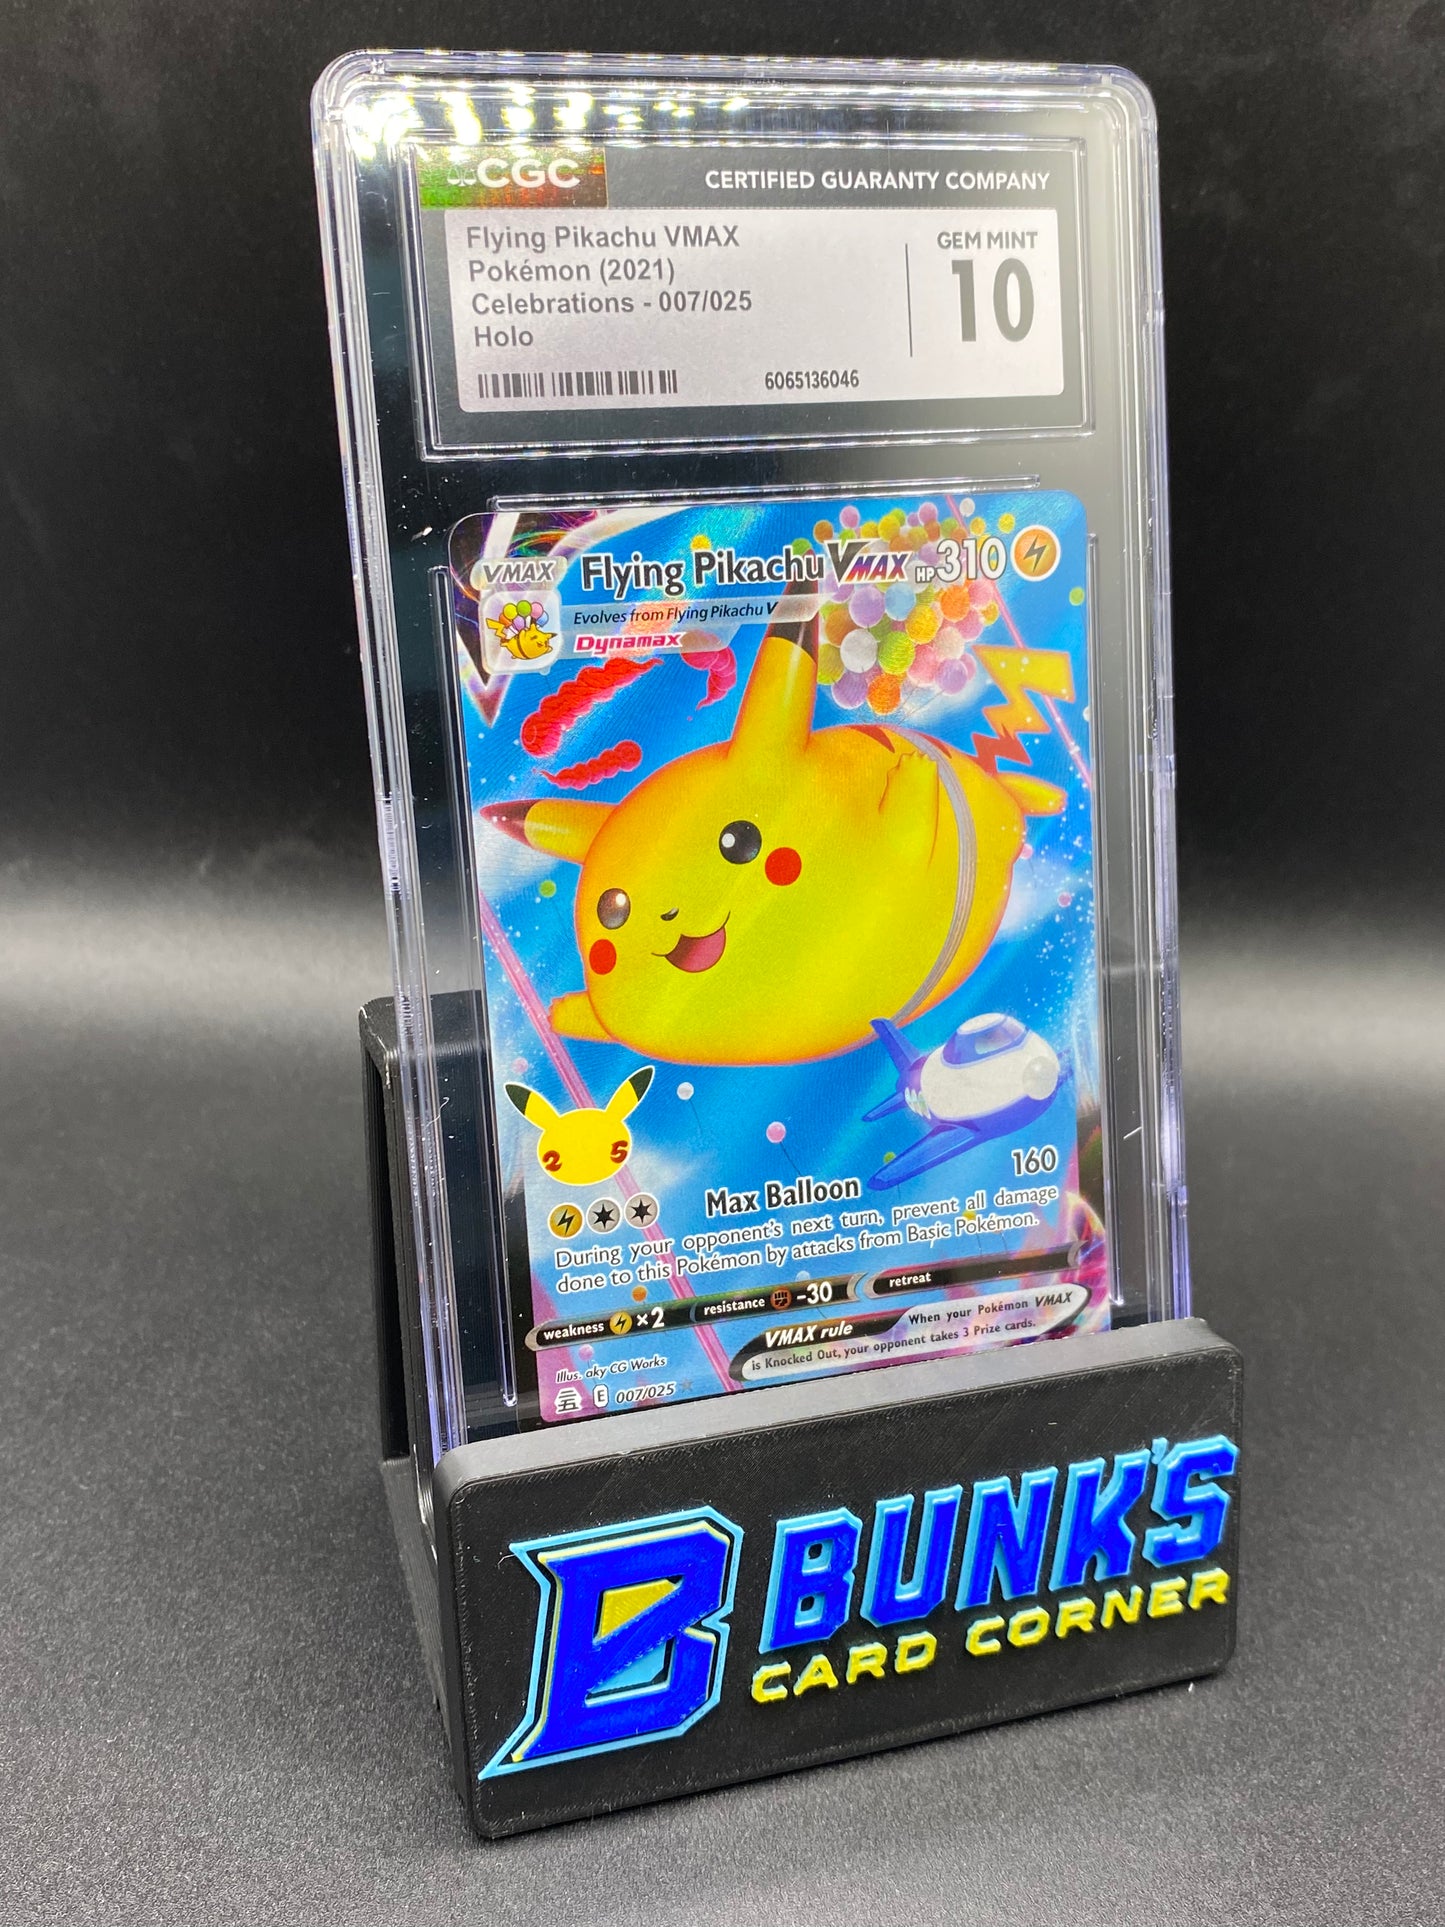 CGC
CERTIFIED GUARANTY COMPANY
Flying Pikachu VMAX
Pokémon (2021)
Celebrations - 007/025
Holo
GEM MINT
10
6065136046
VMAX
Flying Pikachu VMAX HP 310
Evolves from Flying Pikachu V
Dynamax
25
Max Balloon 160
During your opponent's next turn, prevent all damage
done to this Pokémon by attacks from Basic Pokémon.
weakness ×2 resistance -30 retreat
VMAX rule When your Pokémon VMAX
is Knocked Out, your opponent takes 3 Prize cards.
Illus. aky CG Works
E 007/025
B BUNK'S
CARD CORNER